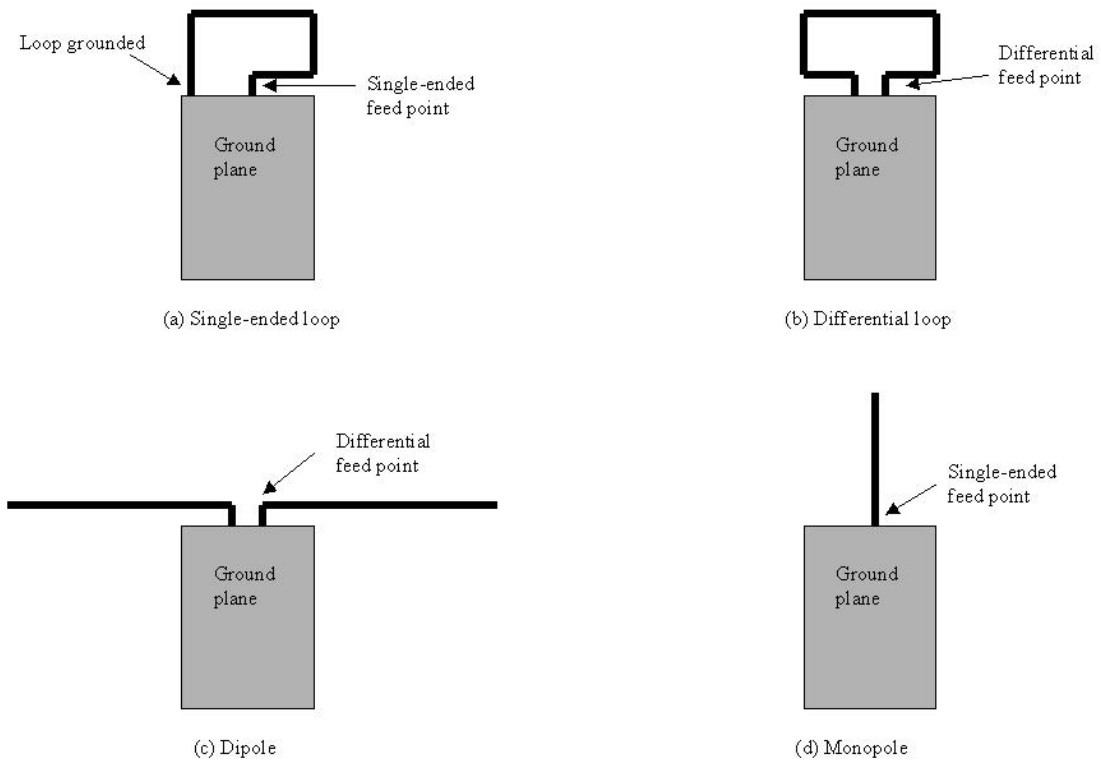 Loop grounded
Single-ended
feed point
Ground
plane
(a) Single-ended loop
Differential
feed point
Ground
plane
(b) Differential loop
Differential
feed point
Ground
plane
(c) Dipole
Single-ended
feed point
Ground
plane
(d) Monopole